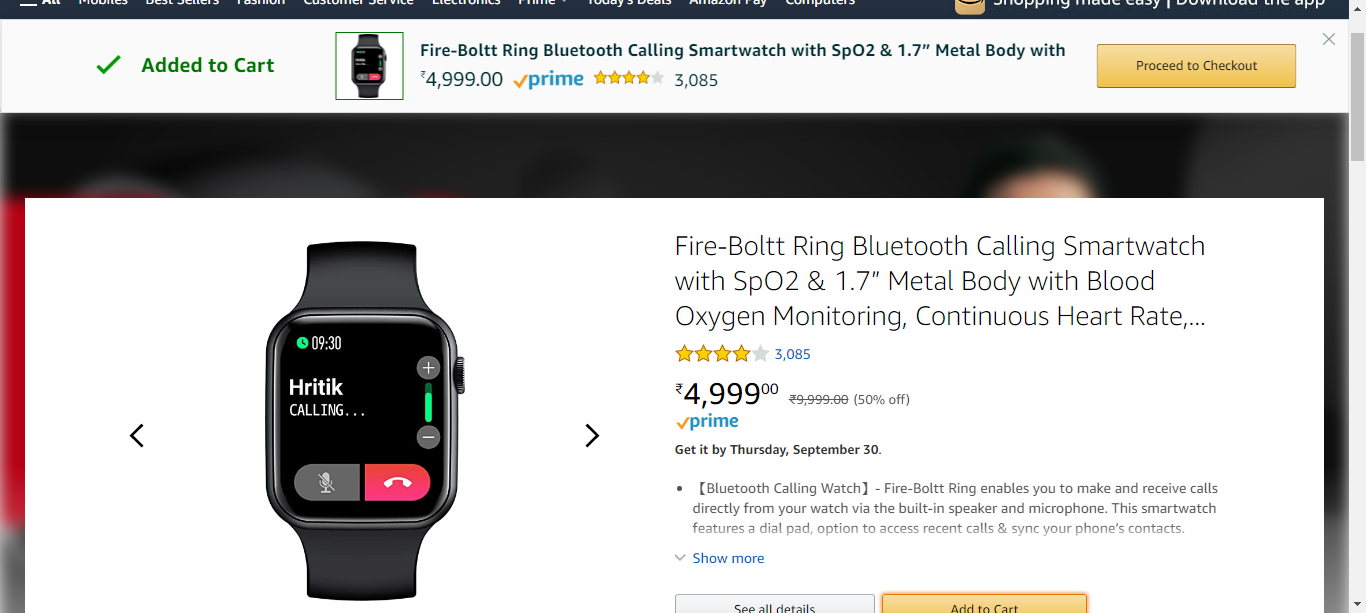 All Mobiles Best Sellers Fashion Customer Service Electronics Prime Today's Deals Amazon Pay Computers Shopping made easy | Download the app
Added to Cart
Fire-Boltt Ring Bluetooth Calling Smartwatch with SpO2 & 1.7” Metal Body with
₹4,999.00 prime 3,085
Proceed to Checkout
Fire-Boltt Ring Bluetooth Calling Smartwatch
with SpO2 & 1.7” Metal Body with Blood
Oxygen Monitoring, Continuous Heart Rate,...
3,085
₹4,99900 ₹9,999.00 (50% off)
prime
Get it by Thursday, September 30.
• 【Bluetooth Calling Watch】- Fire-Boltt Ring enables you to make and receive calls
directly from your watch via the built-in speaker and microphone. This smartwatch
features a dial pad, option to access recent calls & sync your phone’s contacts.
Show more
See all details Add to Cart
09:30
Hritik
CALLING...